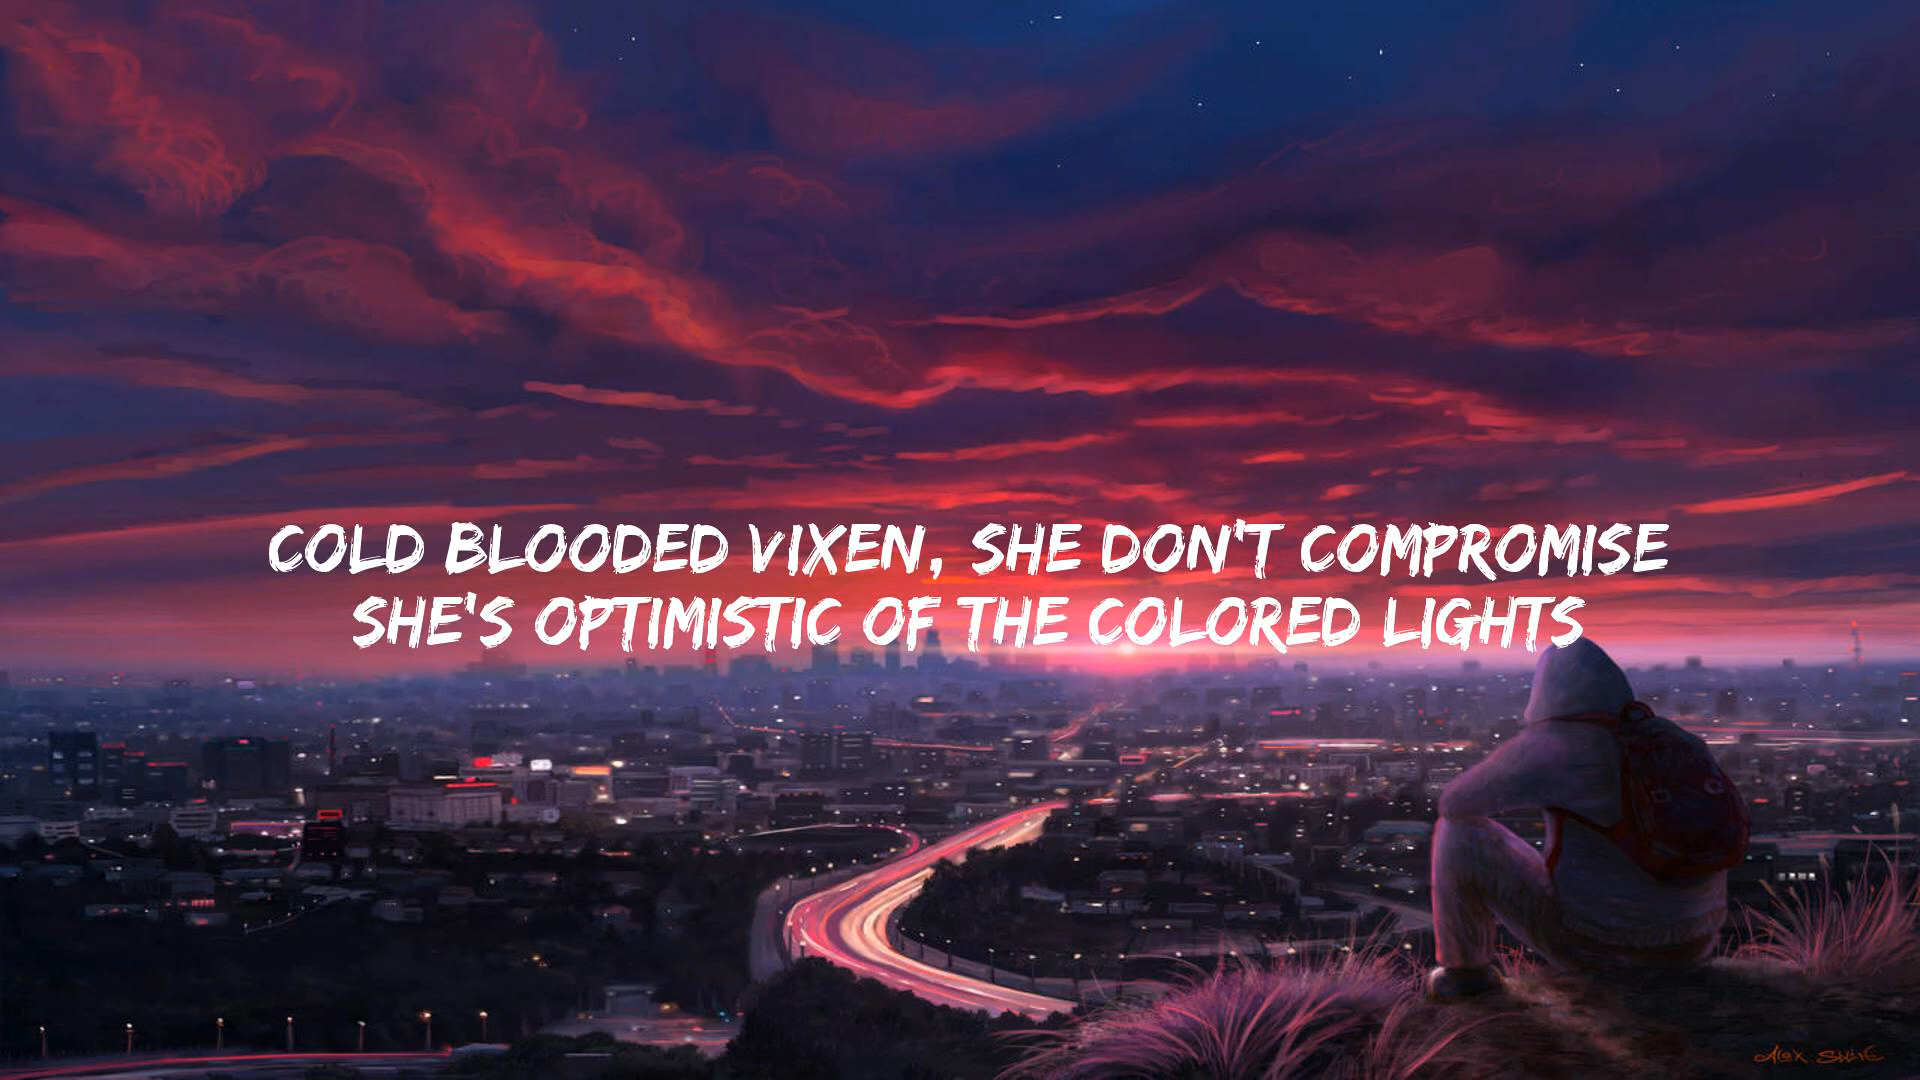 COLD BLOODED VIXEN, SHE DON'T COMPROMISE
SHE'S OPTIMISTIC OF THE COLORED LIGHTS